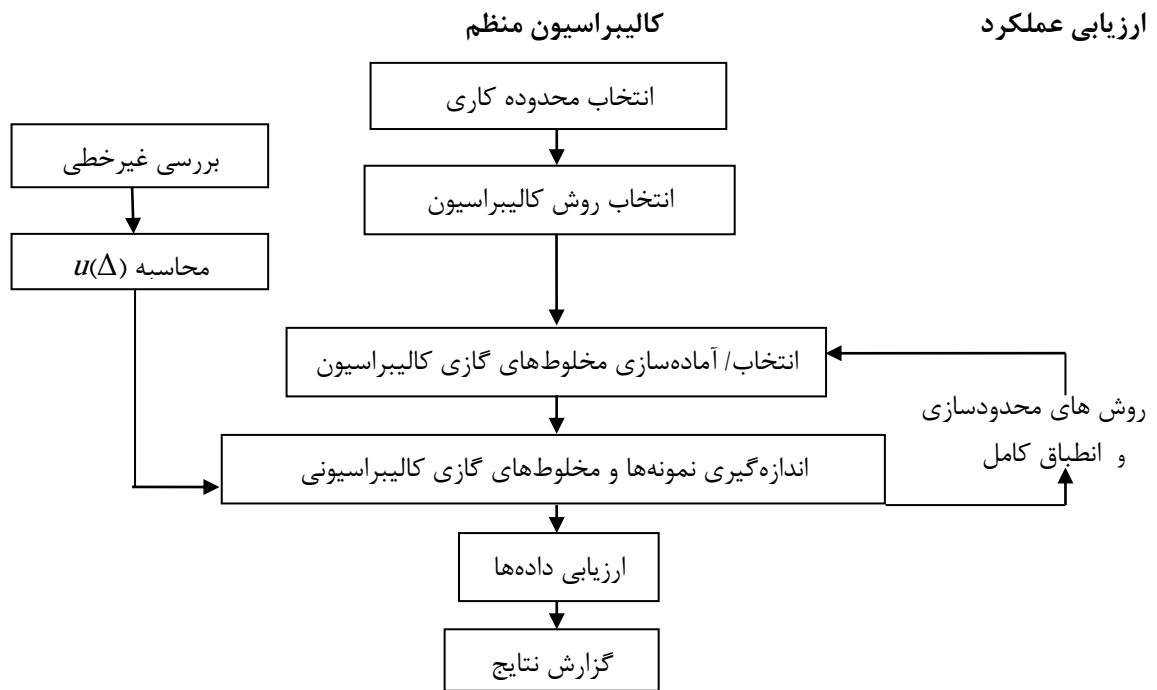 ارزیابی عملکرد
کالیبراسیون منظم
انتخاب محدوده کاری
بررسی غیرخطی
انتخاب روش کالیبراسیون
محاسبه u(Δ)
انتخاب/ آماده‌سازی مخلوط‌های گازی کالیبراسیون
روش های محدودسازی
و انطباق کامل
اندازه‌گیری نمونه‌ها و مخلوط‌های گازی کالیبراسیونی
ارزیابی داده‌ها
گزارش نتایج